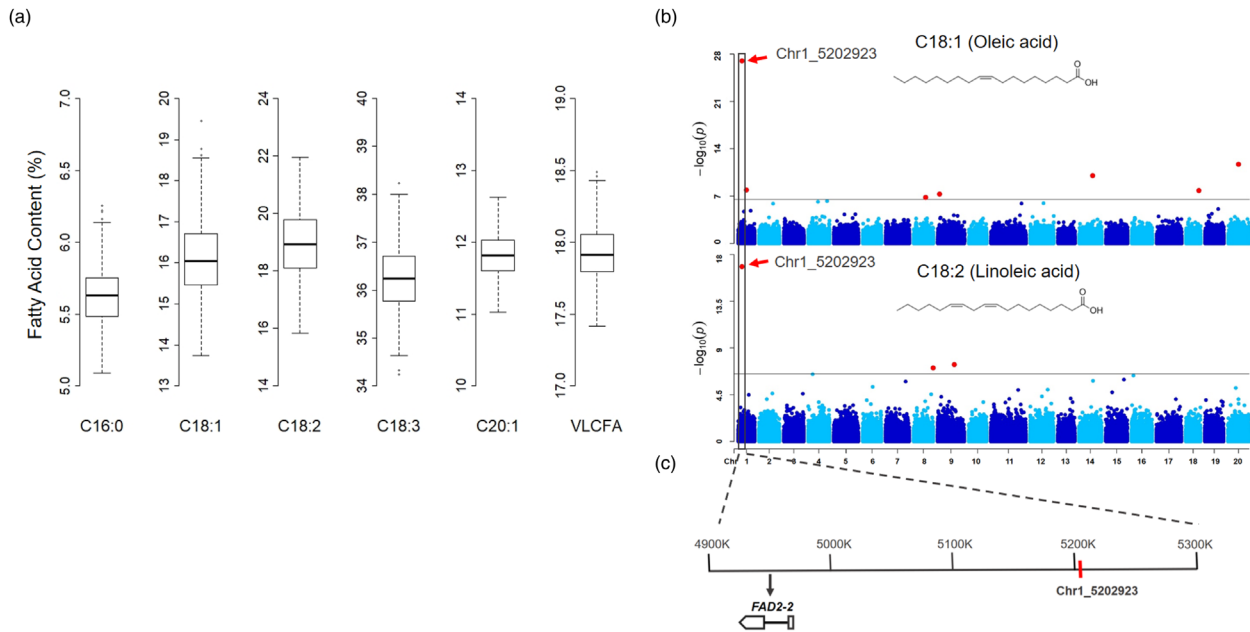 (a)
Fatty Acid Content (%)
7.0
6.5
6.0
5.5
5.0
C16:0
20
19
18
17
16
15
14
13
C18:1
24
22
20
18
16
14
C18:2
40
39
38
37
36
35
34
C18:3
14
13
12
11
10
C20:1
19.0
18.5
18.0
17.5
17.0
VLCFA
(b)
C18:1 (Oleic acid)
Chr1_5202923
O
OH
−log10(p)
28
21
14
7
0
C18:2 (Linoleic acid)
Chr1_5202923
O
OH
−log10(p)
18
13.5
9
4.5
0
Chr 1 2 3 4 5 6 7 8 9 10 11 12 13 14 15 16 17 18 19 20
(c)
4900K 5000K 5100K 5200K 5300K
Chr1_5202923
FAD2-2